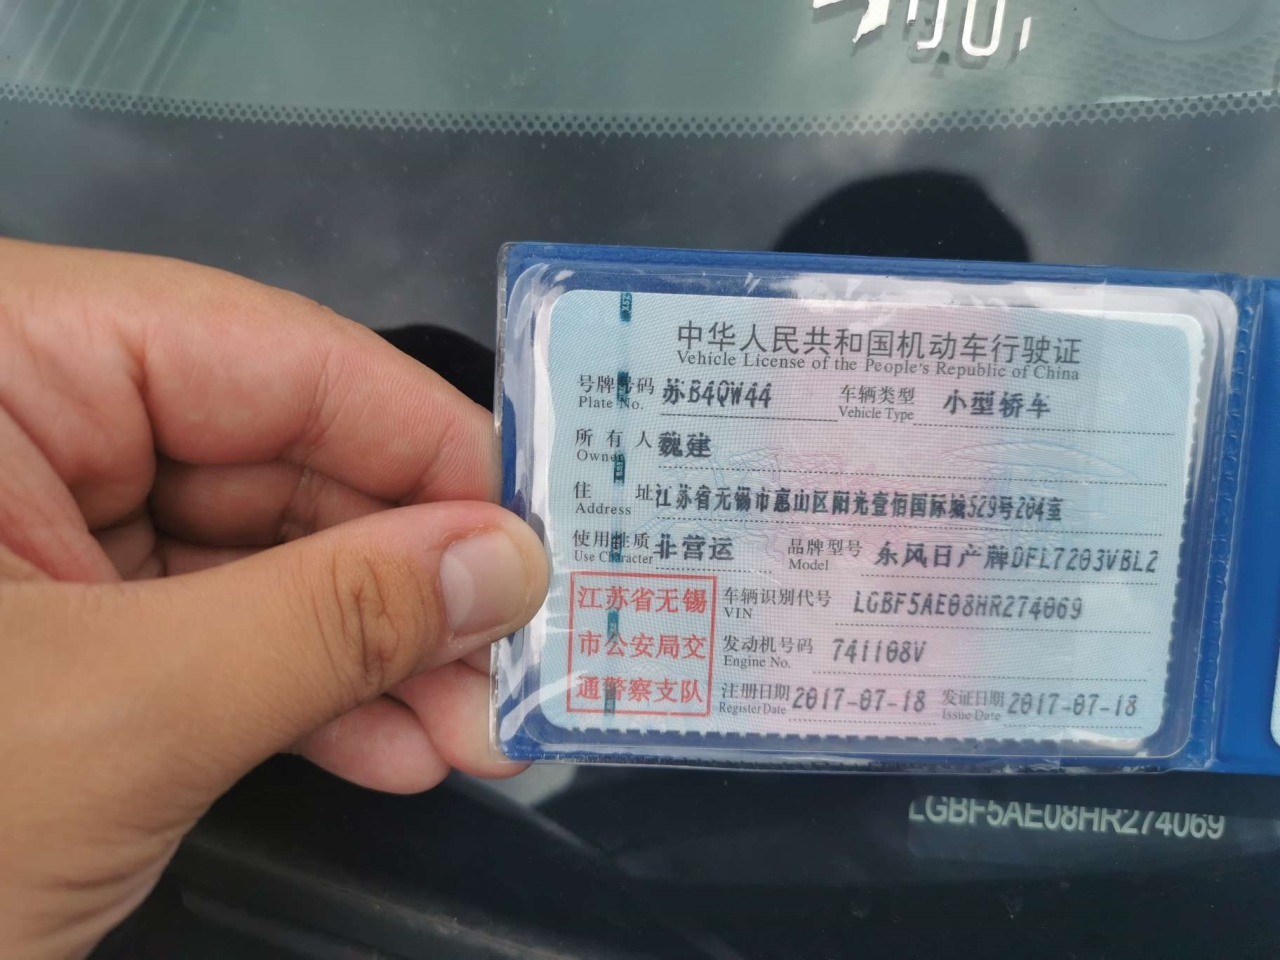 中华人民共和国机动车行驶证
Vehicle License of the People's Republic of China
号牌号码 苏B4QW44 车辆类型 小型轿车
Plate No. Vehicle Type
所有人 魏建
Owner
住址 江苏省无锡市惠山区阳光壹佰国际城529号204室
Address
使用性质 非营运 品牌型号 东风日产牌DFL7203VBL2
Use Character Model
江苏省无锡
市公安局交
通警察支队
车辆识别代号 LGBF5AE08HR274069
VIN
发动机号码 741108V
Engine No.
注册日期 2017-07-18 发证日期 2017-07-18
Register Date Issue Date
LGBF5AE08HR274069